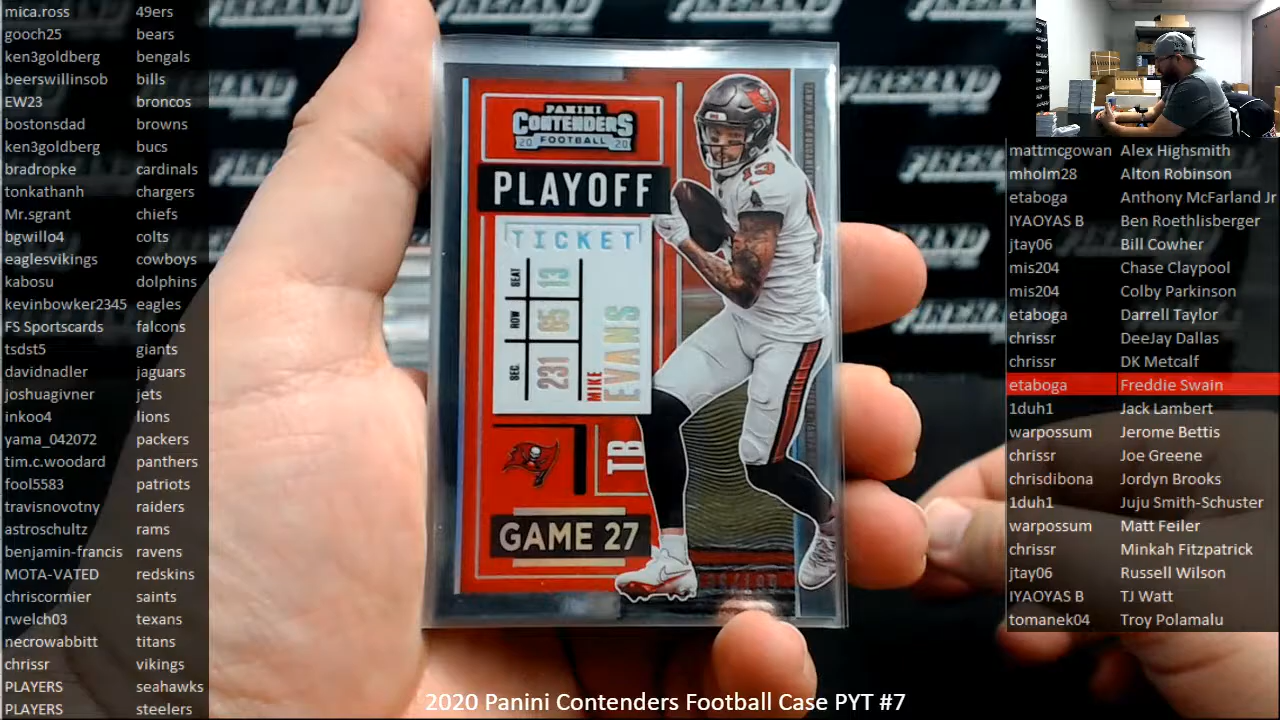 mica.ross 49ers
gooch25 bears
ken3goldberg bengals
beerswillinsob bills
EW23 broncos
bostonsdad browns
ken3goldberg bucs
bradropke cardinals
tonkathanh chargers
Mr.sgrant chiefs
bgwillo4 colts
eaglesvikings cowboys
kabosu dolphins
kevinbowker2345 eagles
FS Sportscards falcons
tsdst5 giants
davidnadler jaguars
joshuagivner jets
inkoo4 lions
yama_042072 packers
tim.c.woodard panthers
fool5583 patriots
travisnovotny raiders
astroschultz rams
benjamin-francis ravens
MOTA-VATED redskins
chriscormier saints
rwelch03 texans
necrowabbitt titans
chrissr vikings
PLAYERS seahawks
PLAYERS steelers
PANINI
CONTENDERS
20 FOOTBALL 20
PLAYOFF
TICKET
SEC. 231 ROW 65 SEAT 13
MIKE
EVANS
TB
GAME 27
13
mattmcgowan Alex Highsmith
mholm28 Alton Robinson
etaboga Anthony McFarland Jr
IYAOYAS B Ben Roethlisberger
jtay06 Bill Cowher
mis204 Chase Claypool
mis204 Colby Parkinson
etaboga Darrell Taylor
chrissr DeeJay Dallas
chrissr DK Metcalf
etaboga Freddie Swain
1duh1 Jack Lambert
warpossum Jerome Bettis
chrissr Joe Greene
chrisdibona Jordyn Brooks
1duh1 Juju Smith-Schuster
warpossum Matt Feiler
chrissr Minkah Fitzpatrick
jtay06 Russell Wilson
IYAOYAS B TJ Watt
tomanek04 Troy Polamalu
2020 Panini Contenders Football Case PYT #7